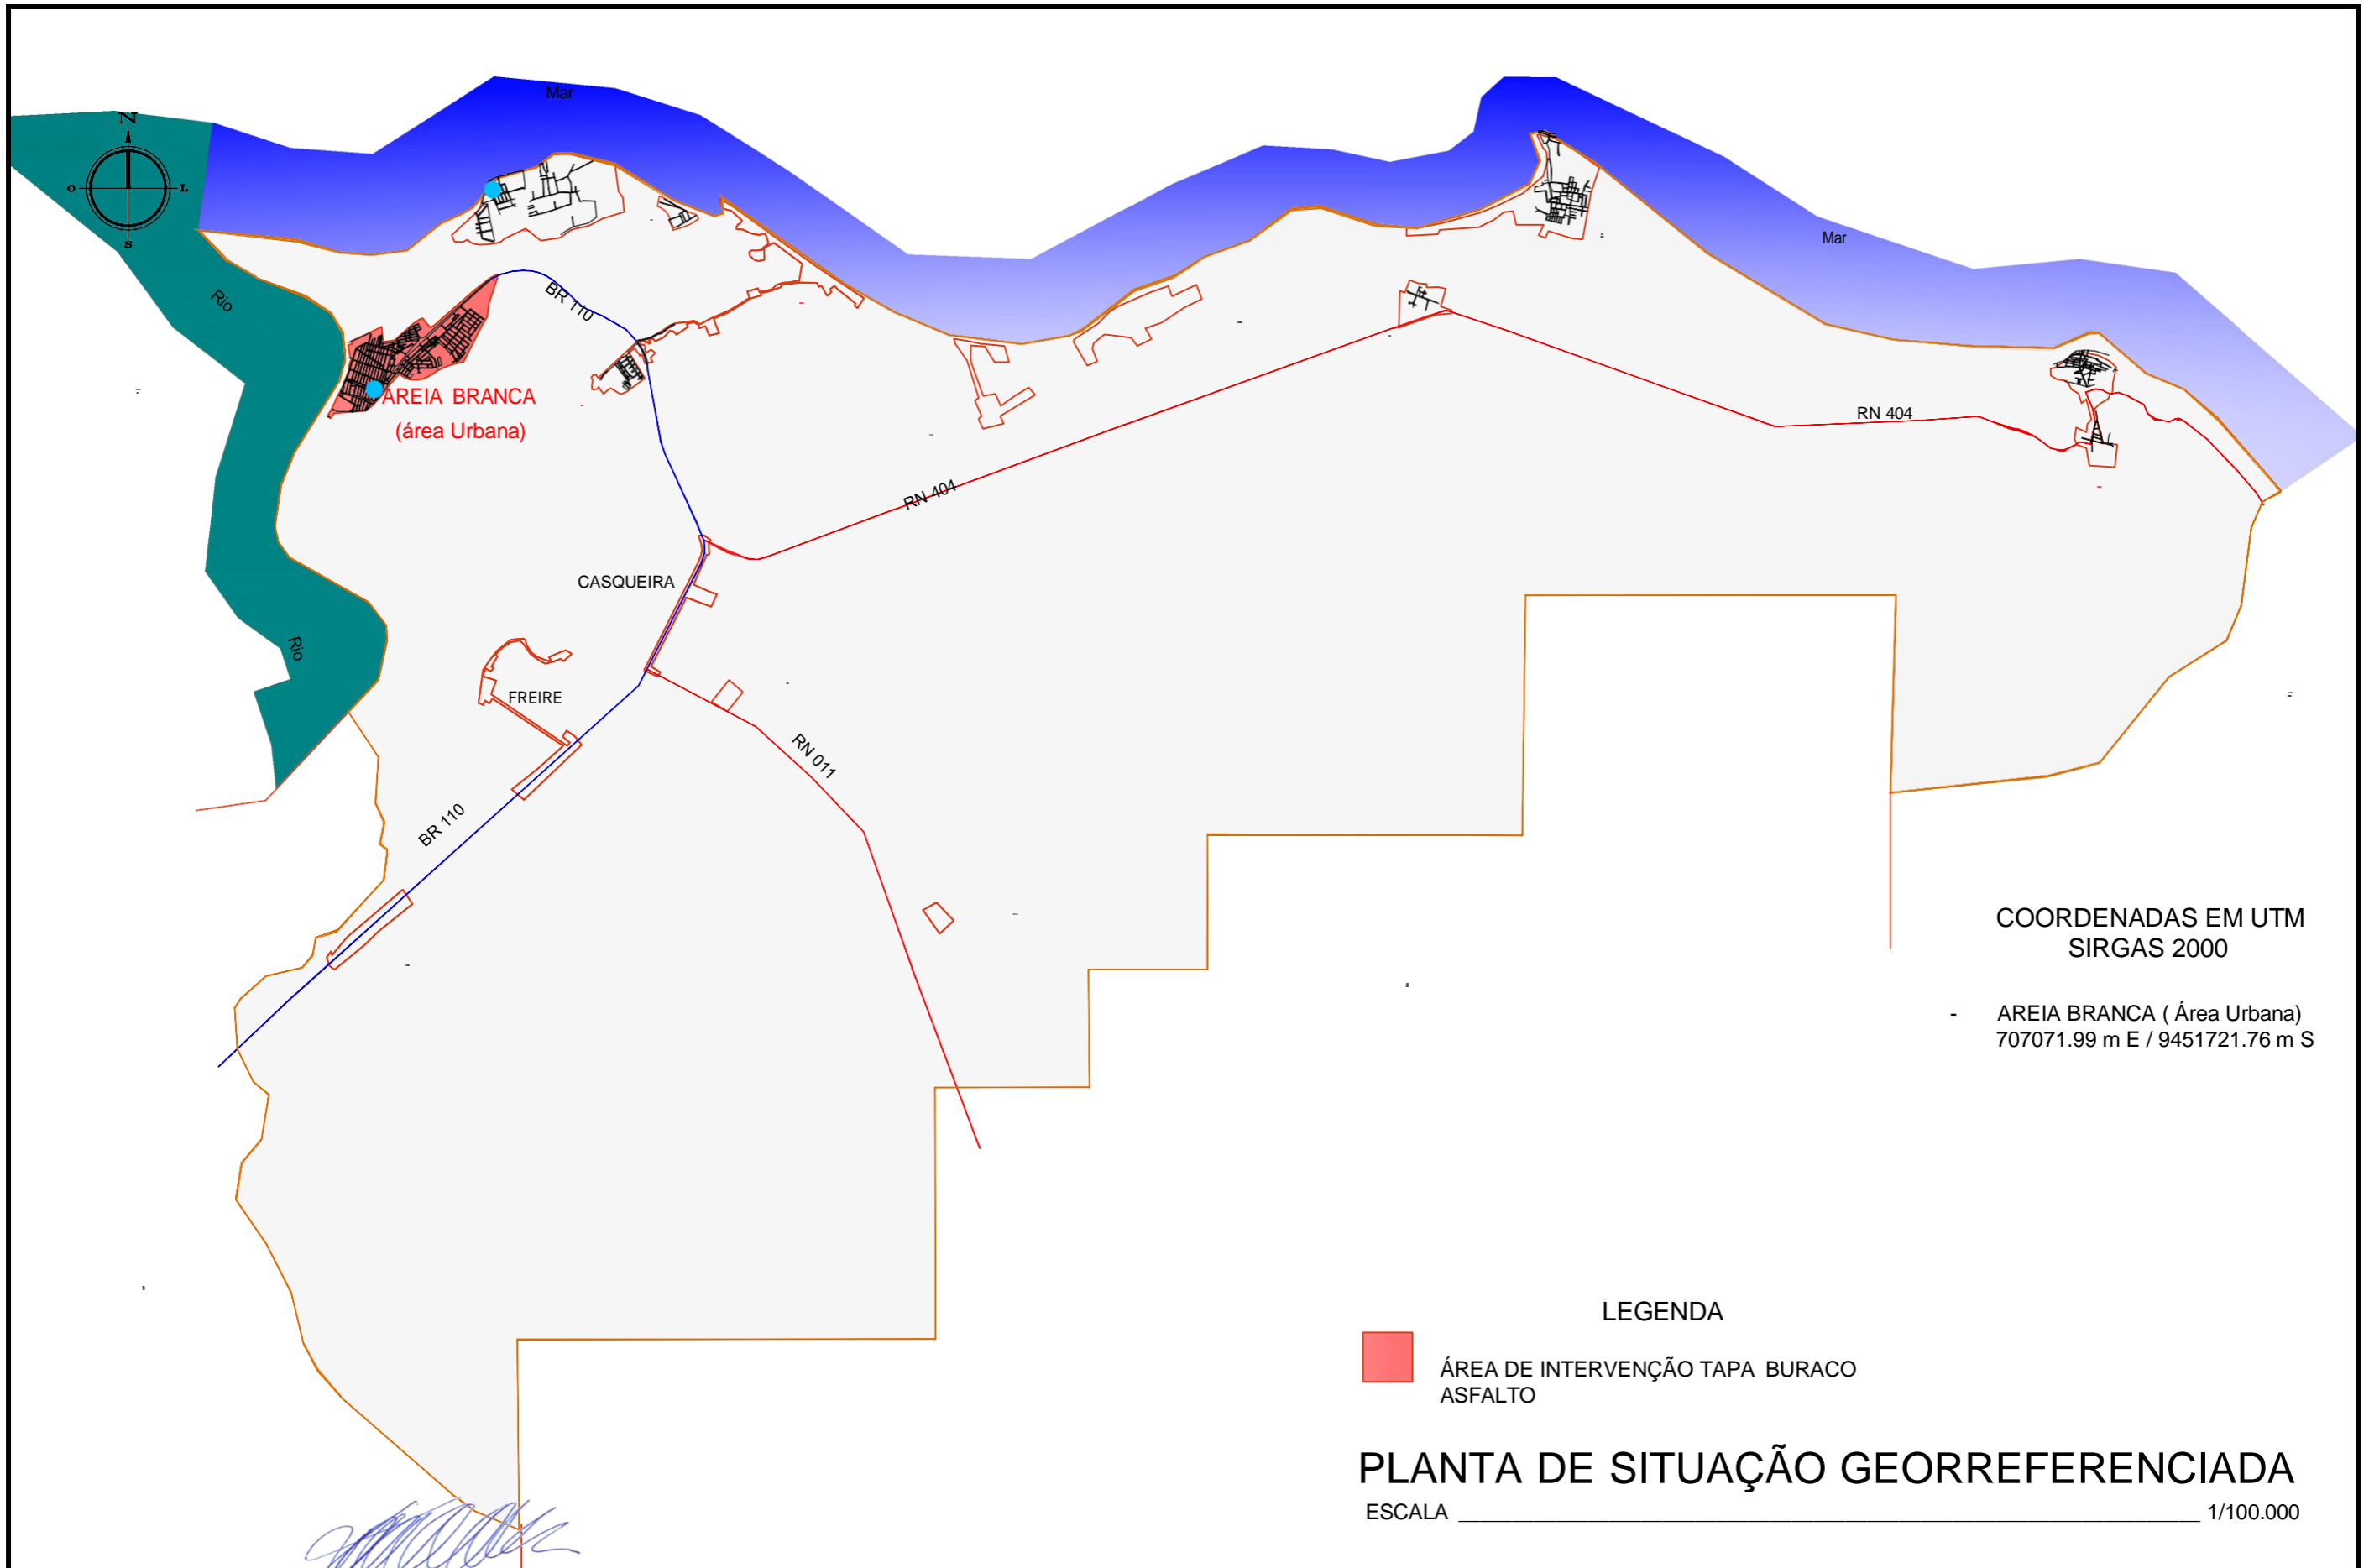 Mar
N
O
L
S
Mar
Rio
BR 110
AREIA BRANCA
(área Urbana)
RN 404
RN 404
CASQUEIRA
Rio
FREIRE
RN 011
BR 110
COORDENADAS EM UTM
SIRGAS 2000
- AREIA BRANCA ( Área Urbana)
707071.99 m E / 9451721.76 m S
LEGENDA
ÁREA DE INTERVENÇÃO TAPA BURACO
ASFALTO
PLANTA DE SITUAÇÃO GEORREFERENCIADA
ESCALA 1/100.000